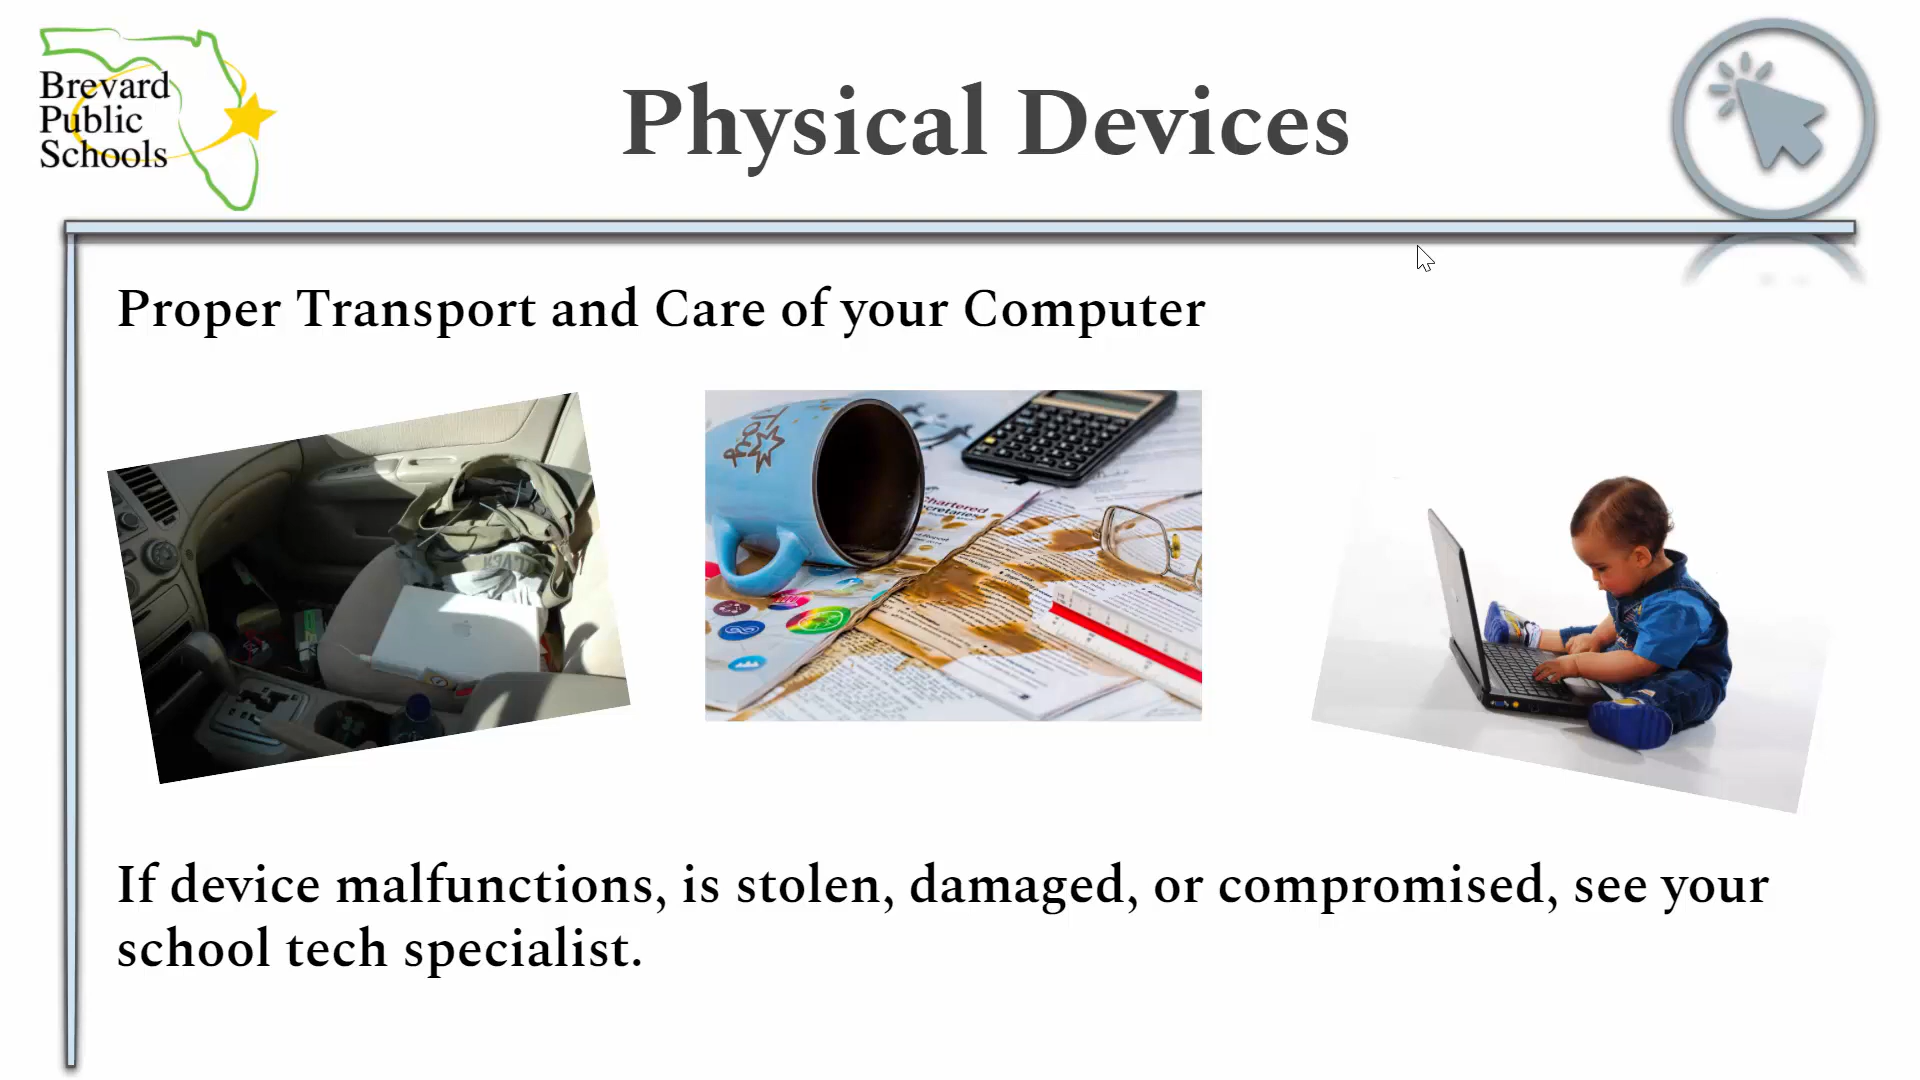 Brevard
Public
Schools
Physical Devices
Proper Transport and Care of your Computer
Chartered
If device malfunctions, is stolen, damaged, or compromised, see your
school tech specialist.